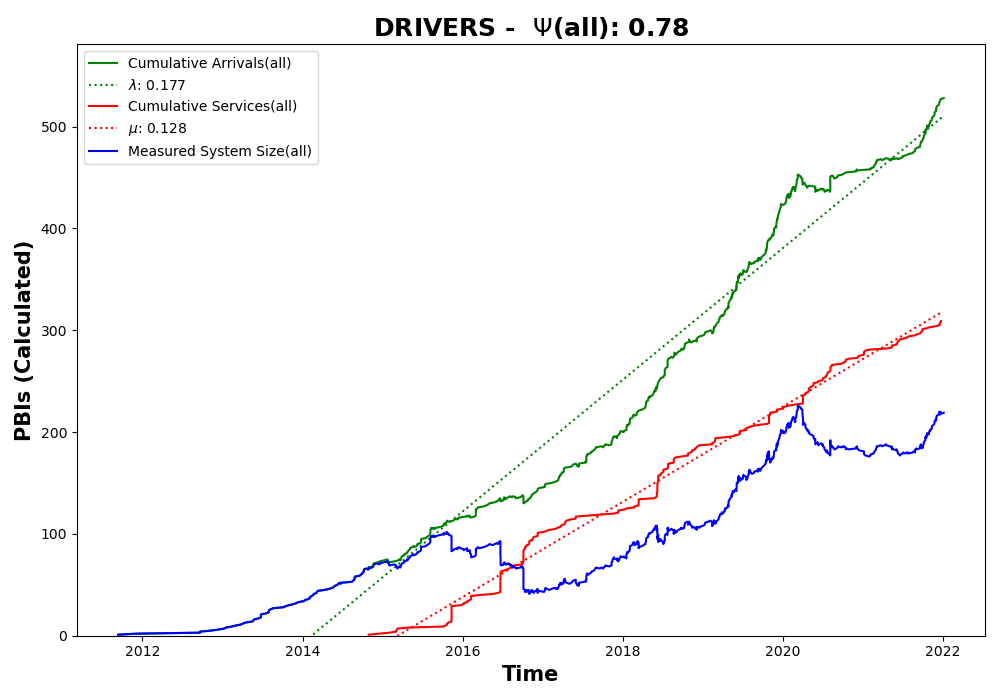 DRIVERS - Ψ(all): 0.78
Cumulative Arrivals(all)
λ: 0.177
Cumulative Services(all)
μ: 0.128
Measured System Size(all)
PBIs (Calculated)
500
400
300
200
100
0
2012 2014 2016 2018 2020 2022
Time